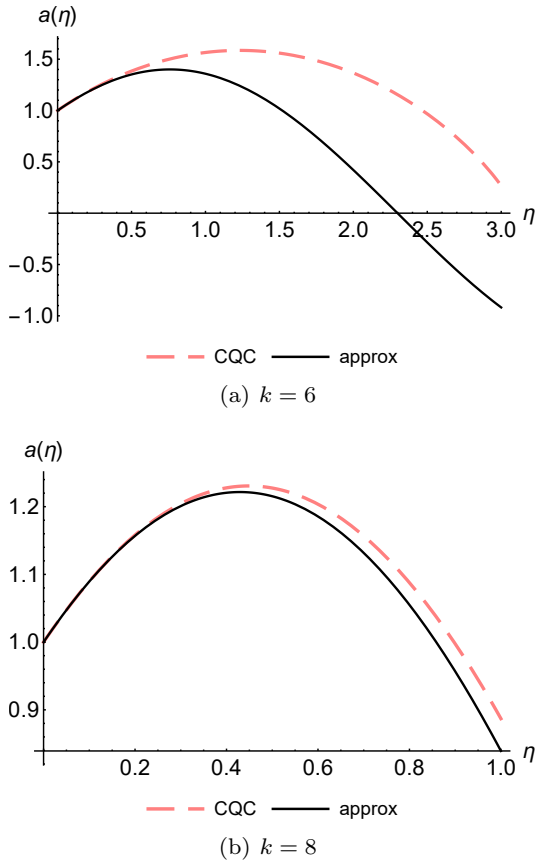 a(η)
1.5
1.0
0.5
−0.5
−1.0
0.5 1.0 1.5 2.0 2.5 3.0 η
CQC approx
(a) k = 6
a(η)
1.2
1.1
1.0
0.9
0.2 0.4 0.6 0.8 1.0 η
CQC approx
(b) k = 8